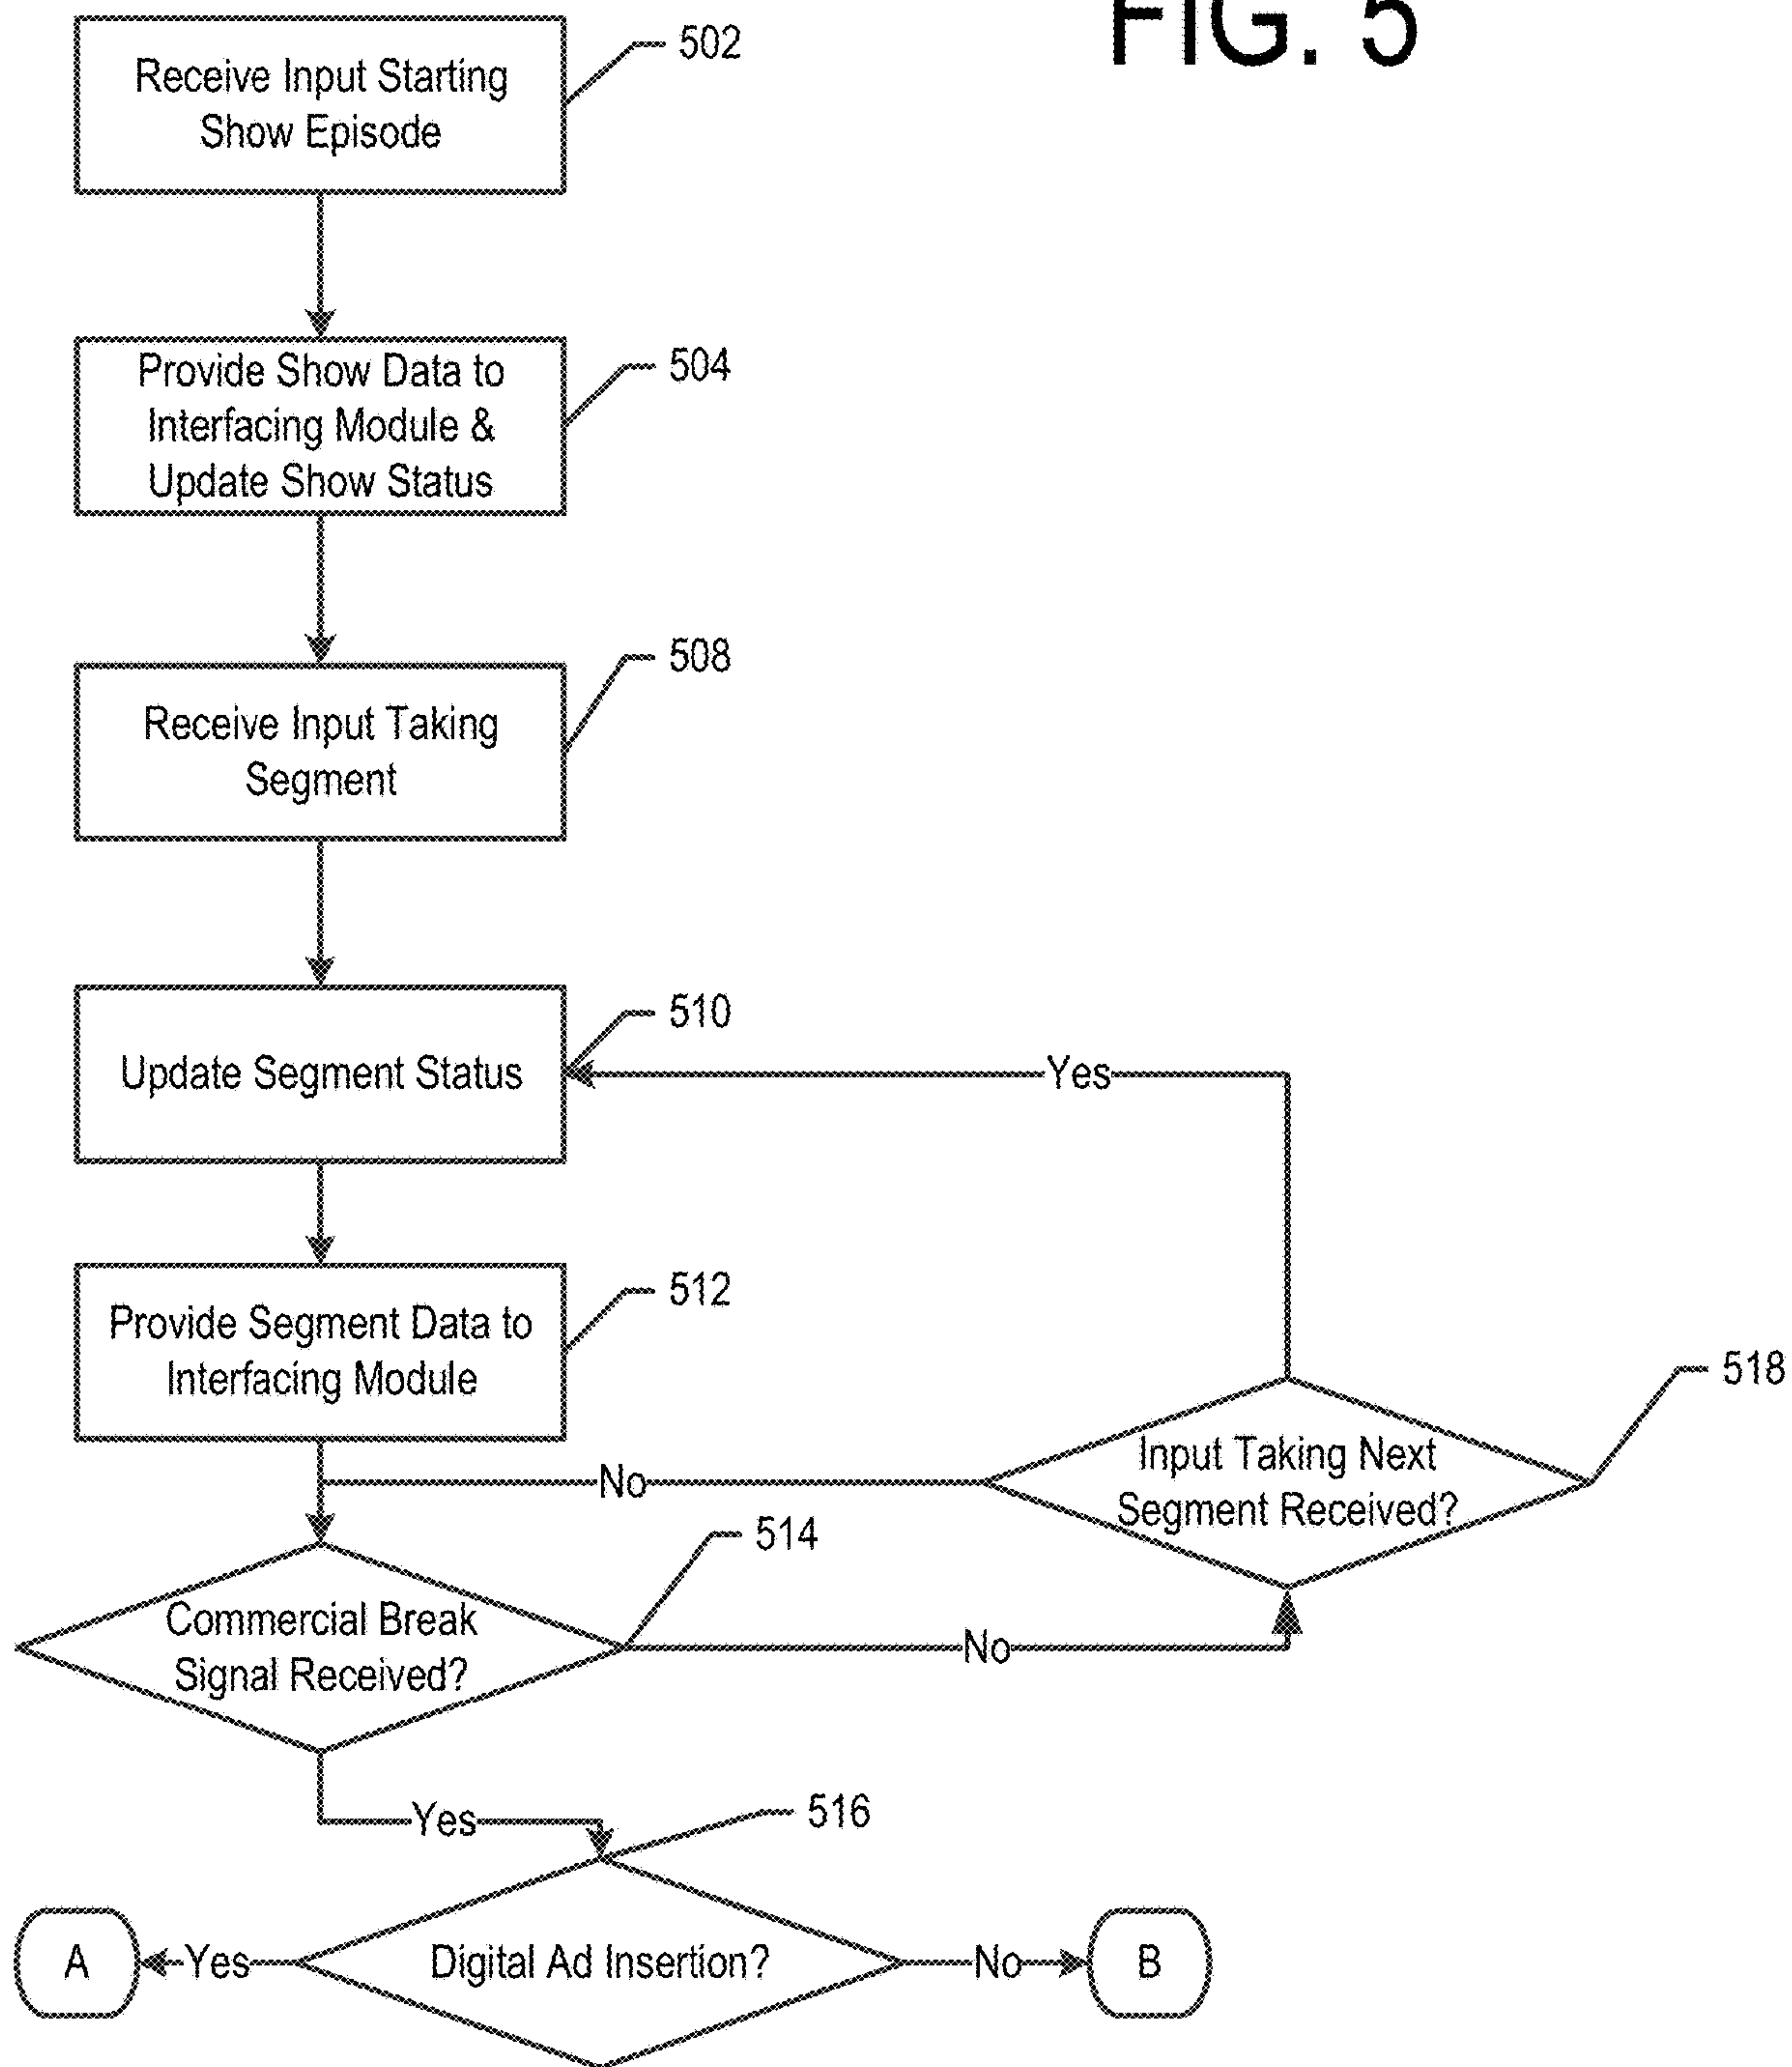 FIG. 5
502
Receive Input Starting
Show Episode
504
Provide Show Data to
Interfacing Module &
Update Show Status
508
Receive Input Taking
Segment
510
Update Segment Status
Yes
512
Provide Segment Data to
Interfacing Module
518
Input Taking Next
Segment Received?
No
514
Commercial Break
Signal Received?
No
Yes
516
A
Yes
Digital Ad Insertion?
No
B